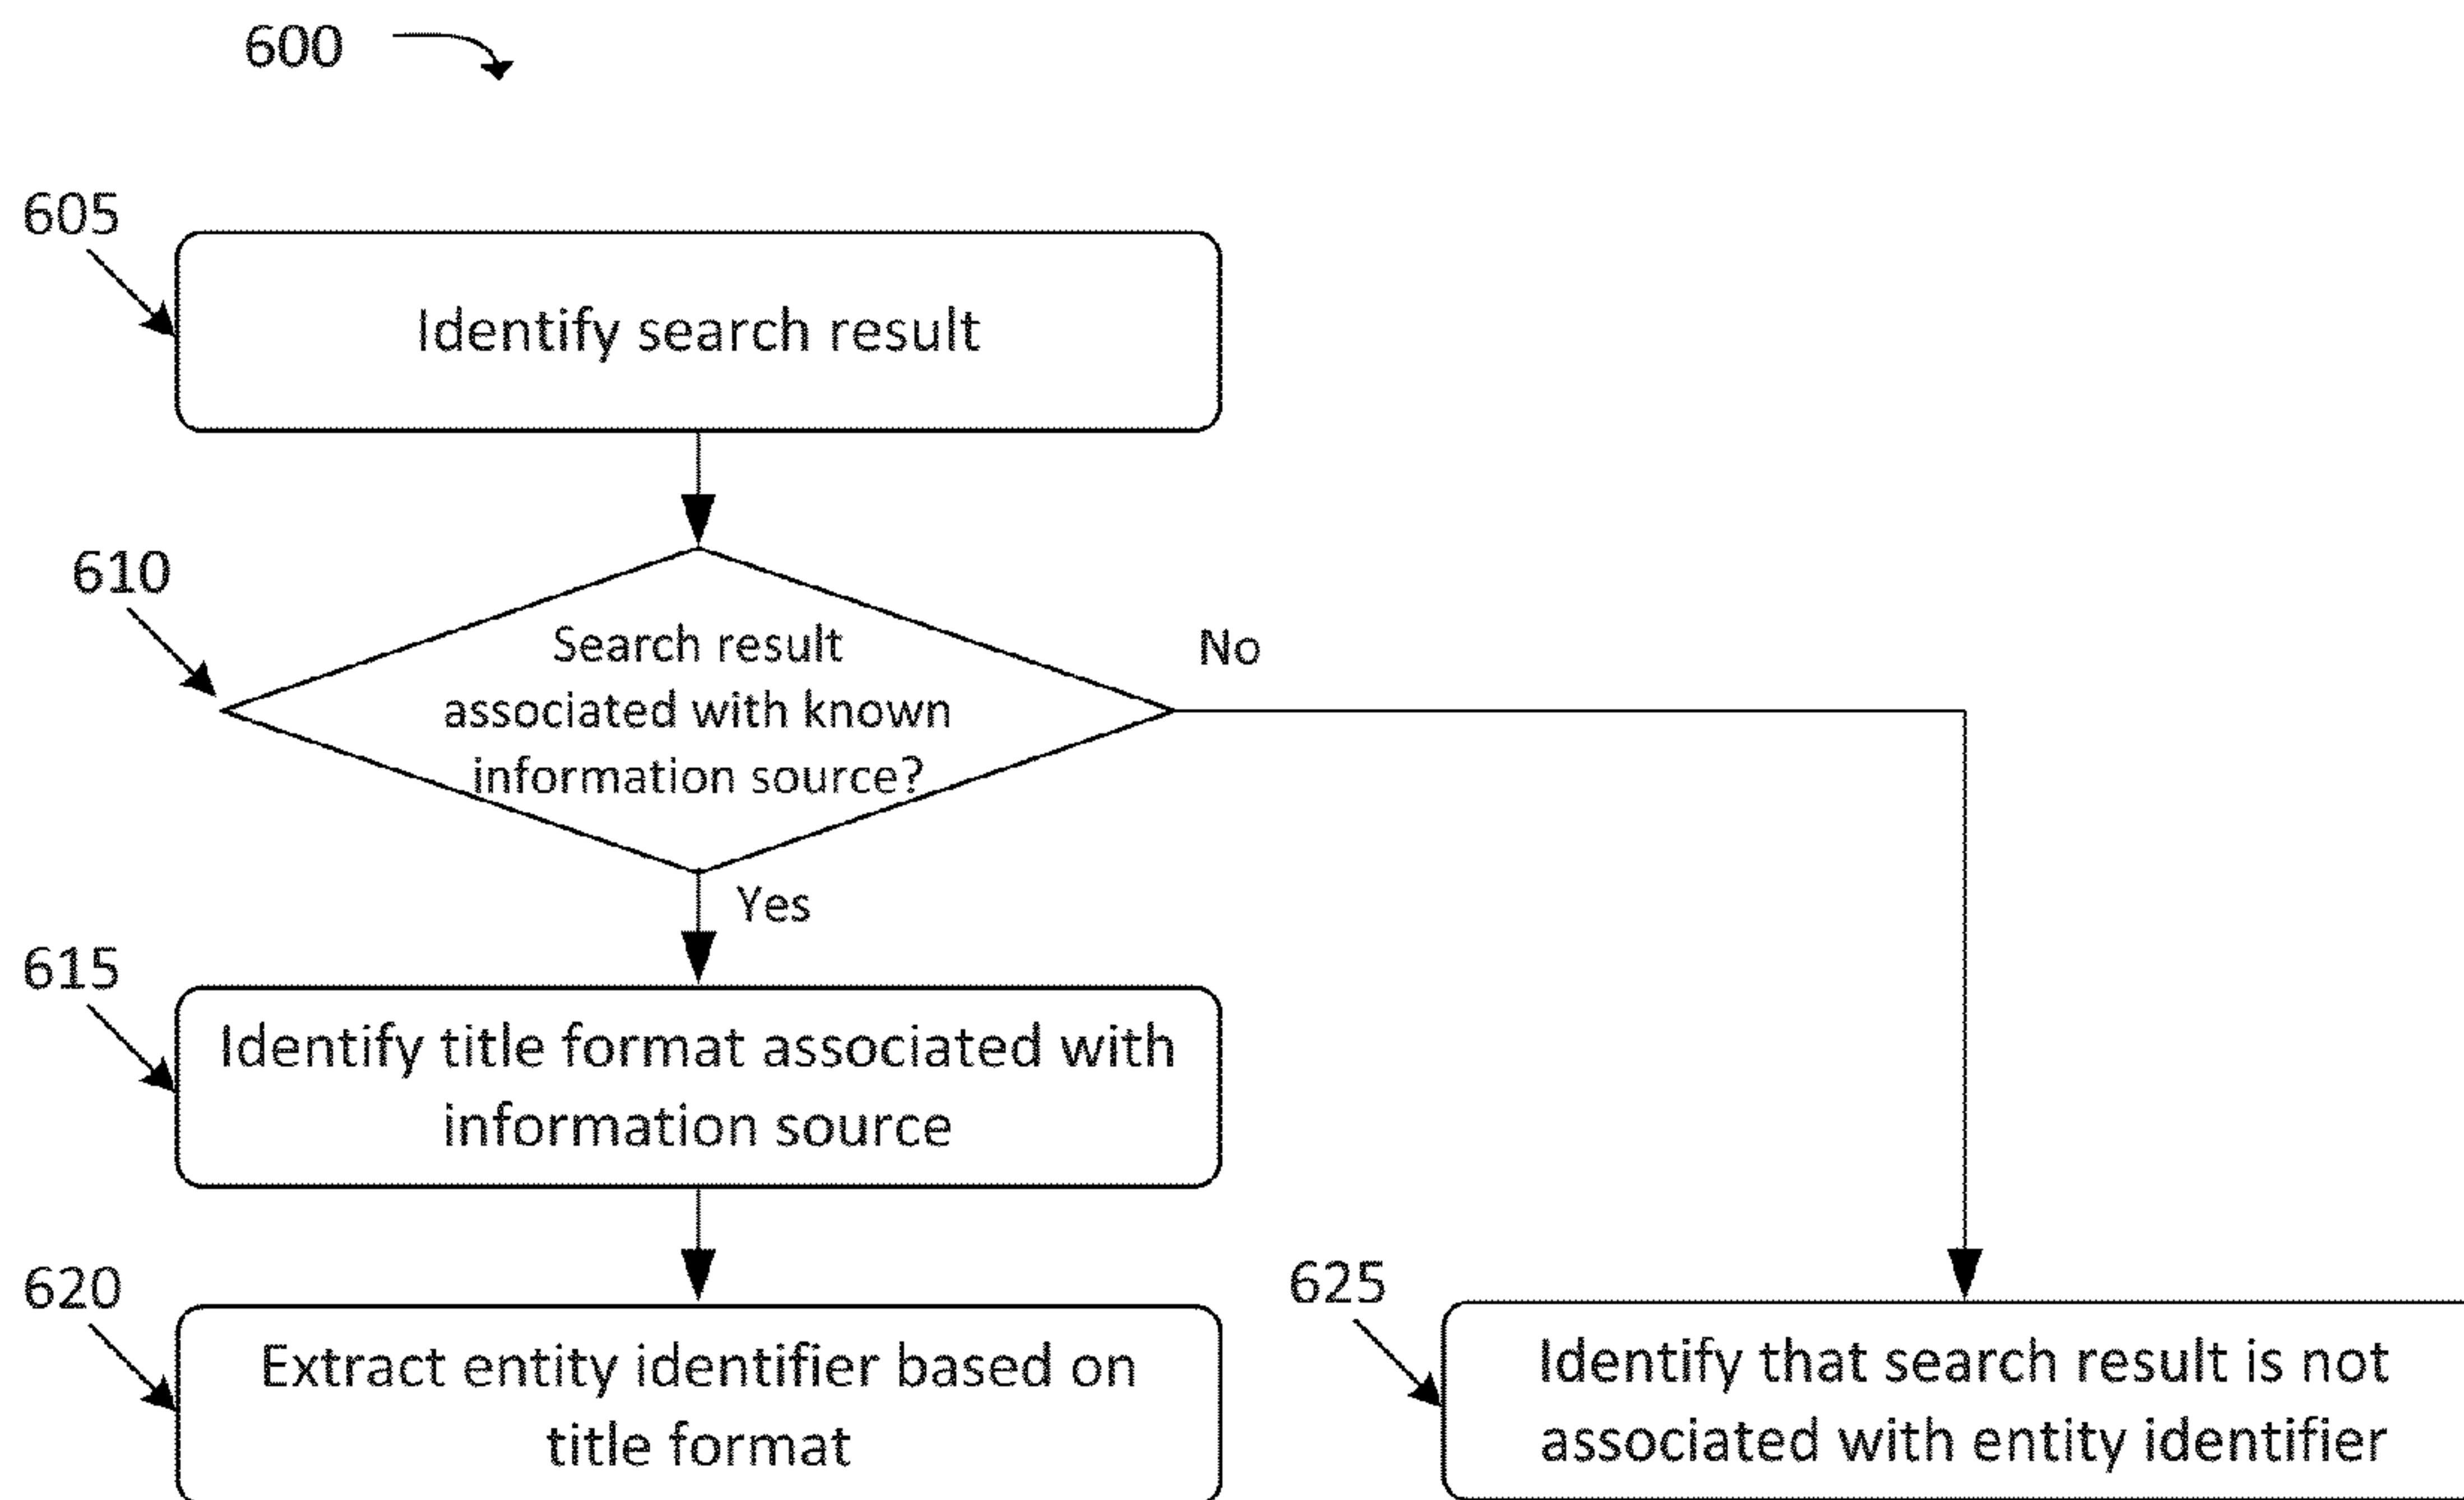 600
605
Identify search result
610
Search result
associated with known
information source?
No
Yes
615
Identify title format associated with
information source
620
Extract entity identifier based on
title format
625
Identify that search result is not
associated with entity identifier